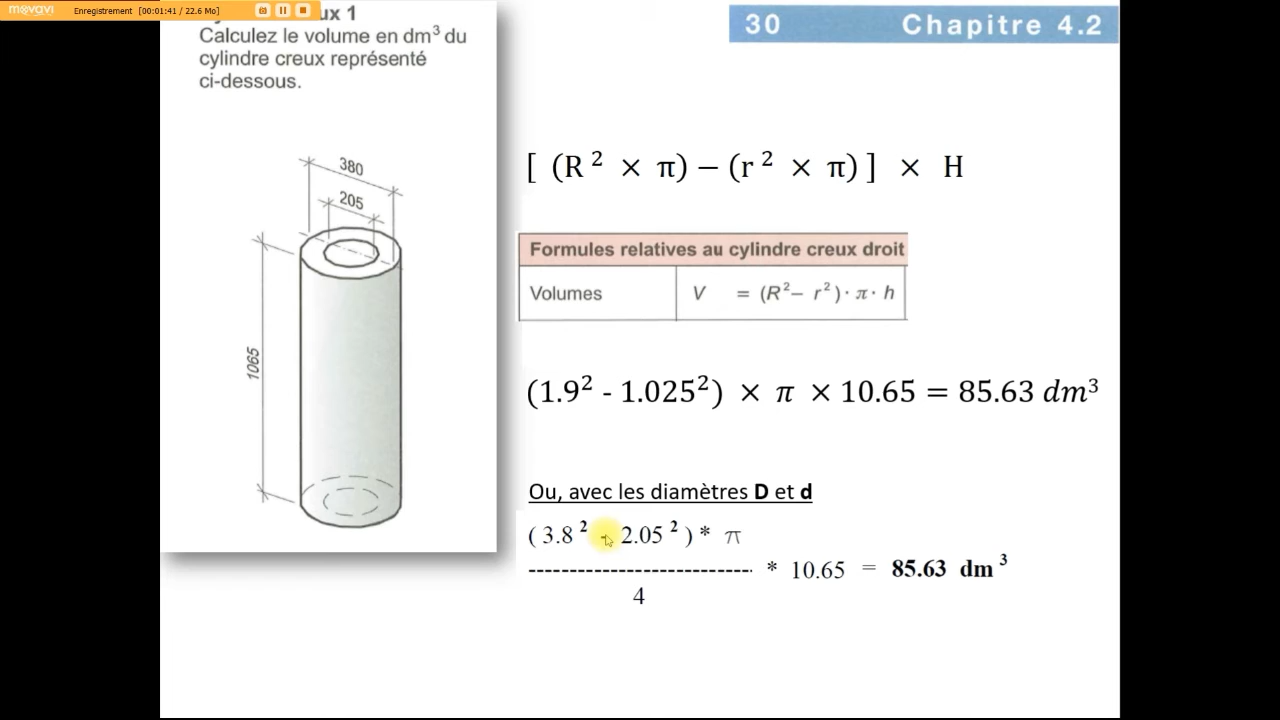 movavi
Enregistrement [00:01:41 / 22.6 Mo]
ux 1
Calculez le volume en dm³ du
cylindre creux représenté
ci-dessous.
380
205
1065
30 Chapitre 4.2
[ (R ² × π) − (r ² × π) ] × H
Formules relatives au cylindre creux droit
Volumes V = (R²− r²)· π· h
(1.9² - 1.025²) × π × 10.65 = 85.63 dm³
Ou, avec les diamètres D et d
( 3.8 ² - 2.05 ² ) * π
--------------------------- * 10.65 = 85.63 dm ³
4